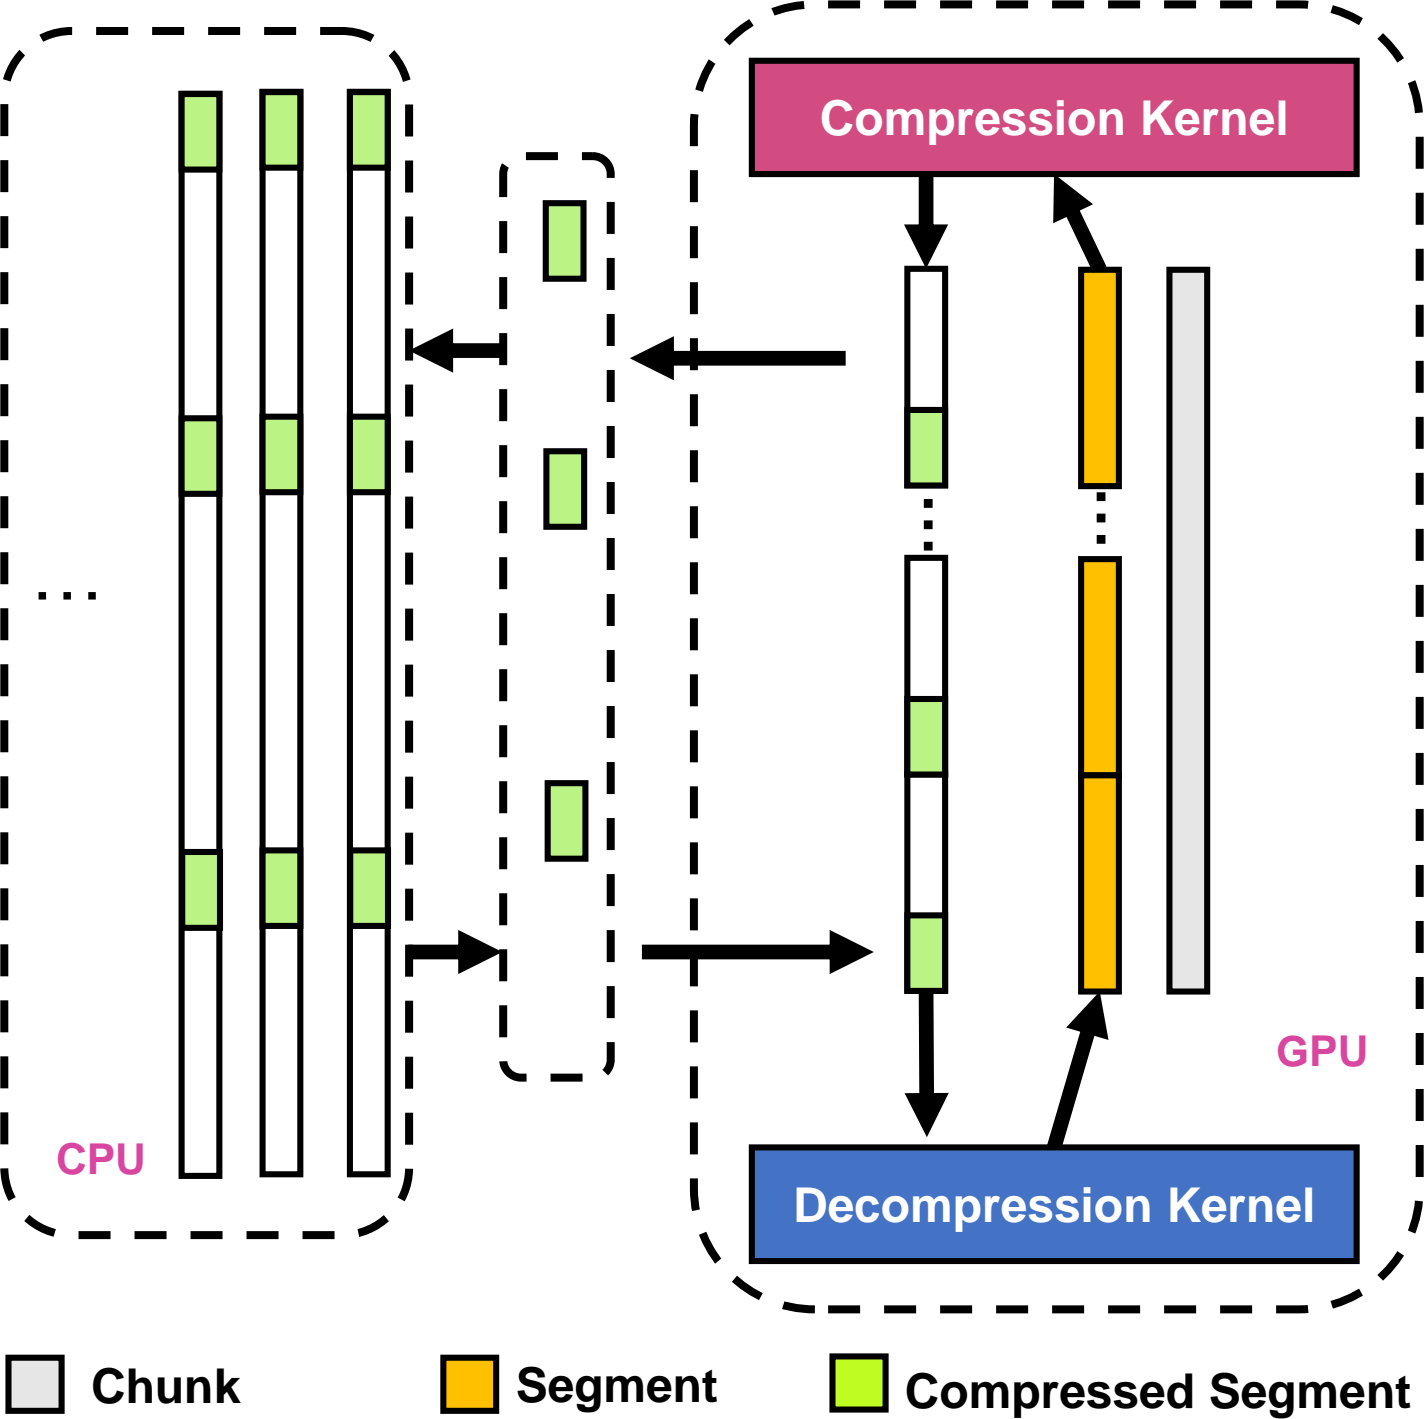 Compression Kernel
...
GPU
CPU
Decompression Kernel
Chunk
Segment
Compressed Segment